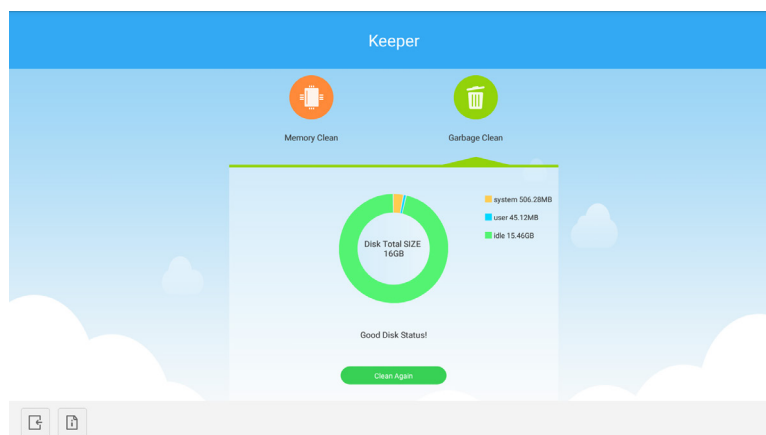 Keeper
Memory Clean
Garbage Clean
system 506.28MB
user 45.12MB
idle 15.46GB
Disk Total SIZE
16GB
Good Disk Status!
Clean Again